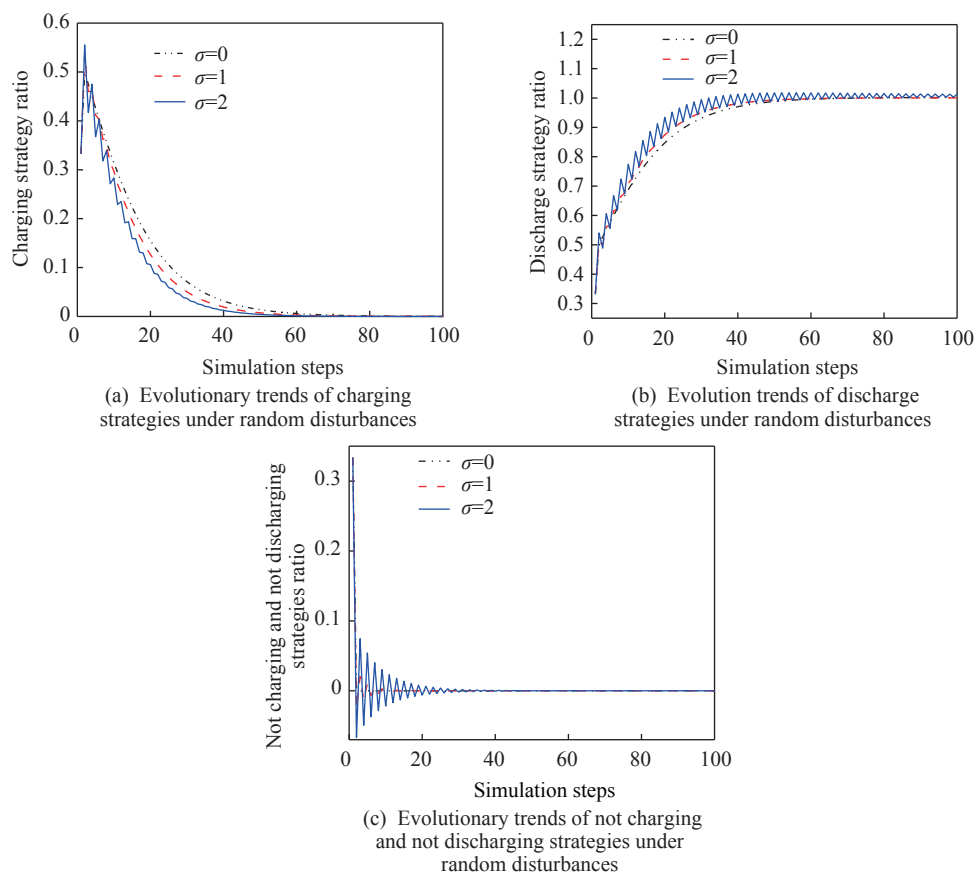 0.6
0.5
0.4
0.3
0.2
0.1
0
Charging strategy ratio
σ=0
σ=1
σ=2
0 20 40 60 80 100
Simulation steps
(a) Evolutionary trends of charging
strategies under random disturbances
1.2
1.1
1.0
0.9
0.8
0.7
0.6
0.5
0.4
0.3
Discharge strategy ratio
σ=0
σ=1
σ=2
0 20 40 60 80 100
Simulation steps
(b) Evolution trends of discharge
strategies under random disturbances
0.3
0.2
0.1
0
Not charging and not discharging
strategies ratio
σ=0
σ=1
σ=2
0 20 40 60 80 100
Simulation steps
(c) Evolutionary trends of not charging
and not discharging strategies under
random disturbances